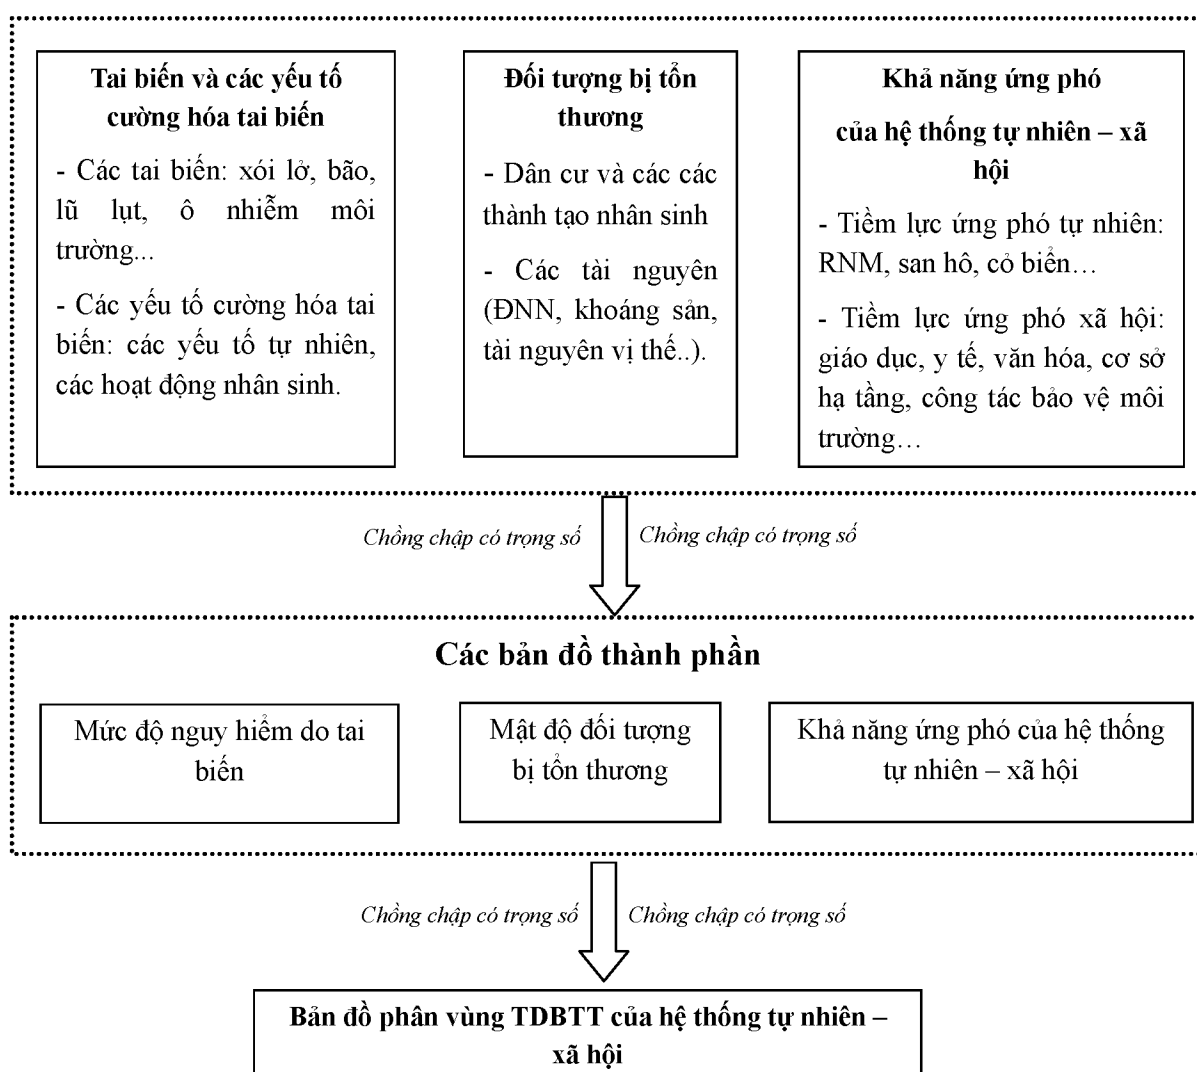 Tai biến và các yếu tố
cường hóa tai biến
- Các tai biến: xói lở, bão,
lũ lụt, ô nhiễm môi
trường...
- Các yếu tố cường hóa tai
biến: các yếu tố tự nhiên,
các hoạt động nhân sinh.
Đối tượng bị tổn
thương
- Dân cư và các các
thành tạo nhân sinh
- Các tài nguyên
(ĐNN, khoáng sản,
tài nguyên vị thế..).
Khả năng ứng phó
của hệ thống tự nhiên – xã
hội
- Tiềm lực ứng phó tự nhiên:
RNM, san hô, cỏ biển…
- Tiềm lực ứng phó xã hội:
giáo dục, y tế, văn hóa, cơ sở
hạ tầng, công tác bảo vệ môi
trường…
Chồng chập có trọng số
Chồng chập có trọng số
Các bản đồ thành phần
Mức độ nguy hiểm do tai
biến
Mật độ đối tượng
bị tổn thương
Khả năng ứng phó của hệ thống
tự nhiên – xã hội
Chồng chập có trọng số
Chồng chập có trọng số
Bản đồ phân vùng TDBTT của hệ thống tự nhiên –
xã hội